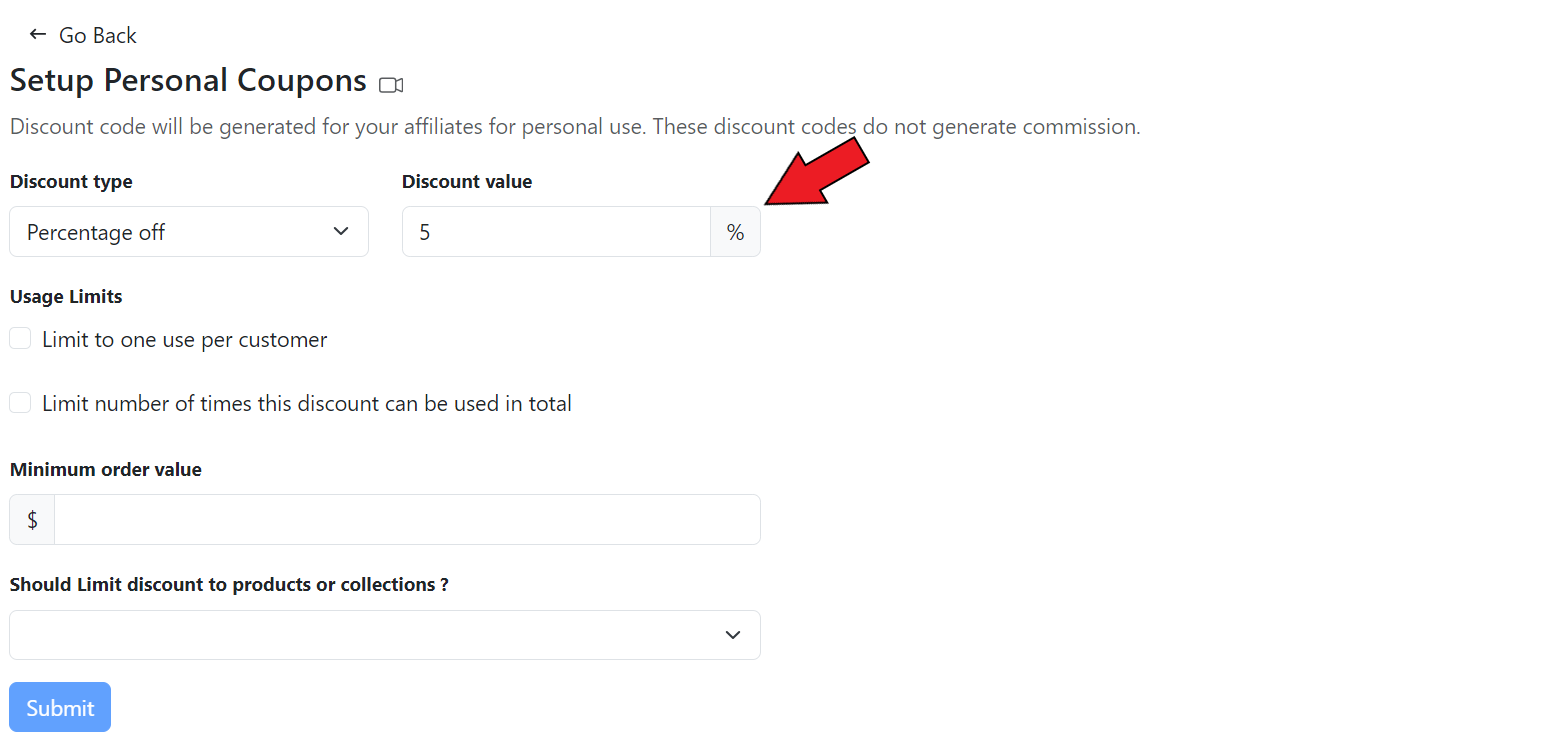 Go Back
Setup Personal Coupons
Discount code will be generated for your affiliates for personal use. These discount codes do not generate commission.
Discount type
Discount value
Percentage off
5
%
Usage Limits
Limit to one use per customer
Limit number of times this discount can be used in total
Minimum order value
$
Should Limit discount to products or collections ?
Submit